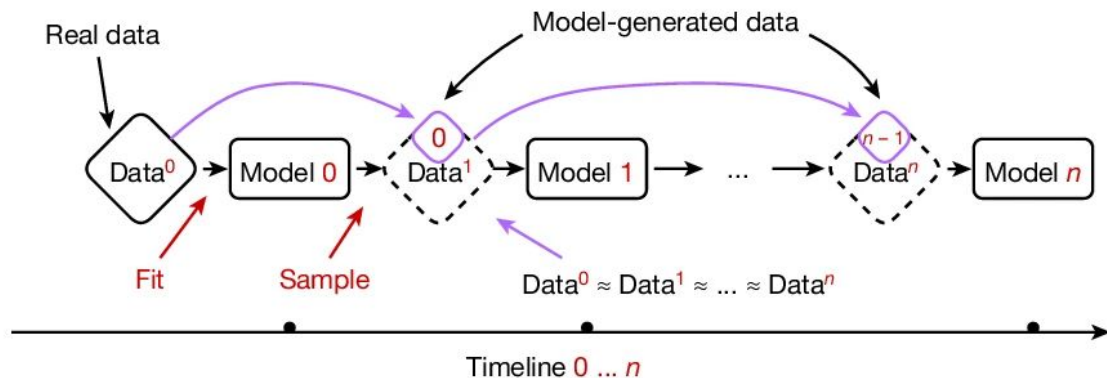 Real data
Model-generated data
0
n − 1
Data⁰
Model 0
Data¹
Model 1
...
Dataⁿ
Model n
Fit
Sample
Data⁰ ≈ Data¹ ≈ ... ≈ Dataⁿ
Timeline 0 ... n